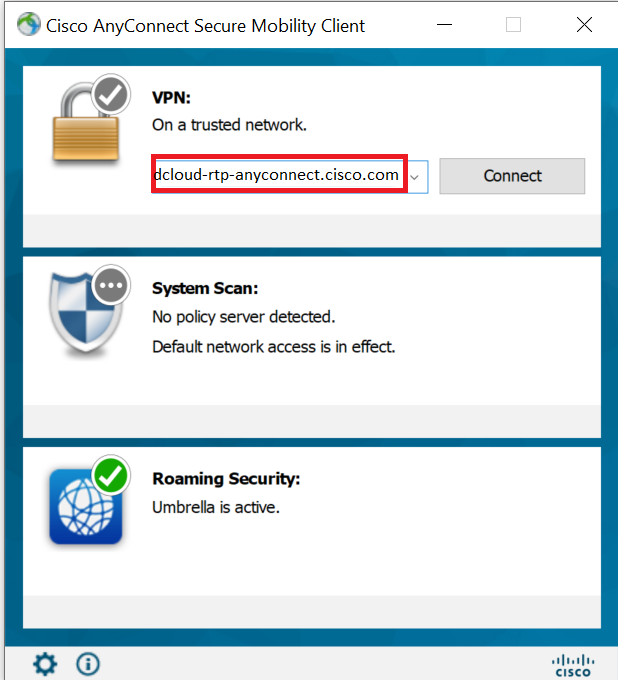 Cisco AnyConnect Secure Mobility Client
VPN:
On a trusted network.
dcloud-rtp-anyconnect.cisco.com
Connect
System Scan:
No policy server detected.
Default network access is in effect.
Roaming Security:
Umbrella is active.
CISCO